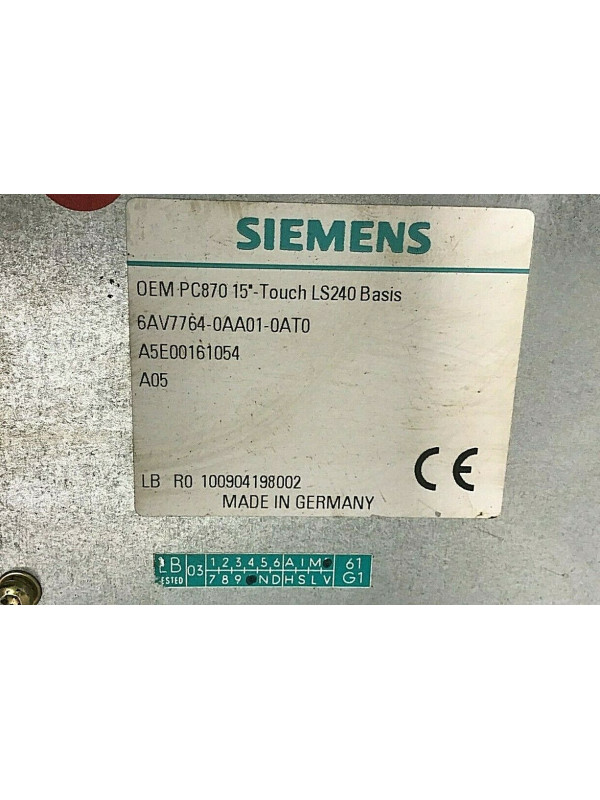 SIEMENS
OEM PC870 15"-Touch LS240 Basis
6AV7764-0AA01-0AT0
A5E00161054
A05
LB R0 100904198002
MADE IN GERMANY
CE
LB 03 1 2 3 4 5 6 A J M 61
TESTED 7 8 9 N D H S L V G1